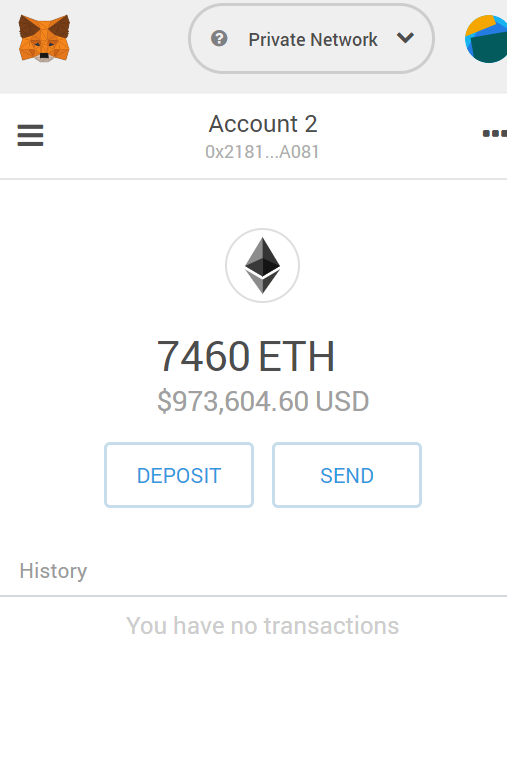 Private Network
Account 2
0x2181...A081
7460 ETH
$973,604.60 USD
DEPOSIT
SEND
History
You have no transactions